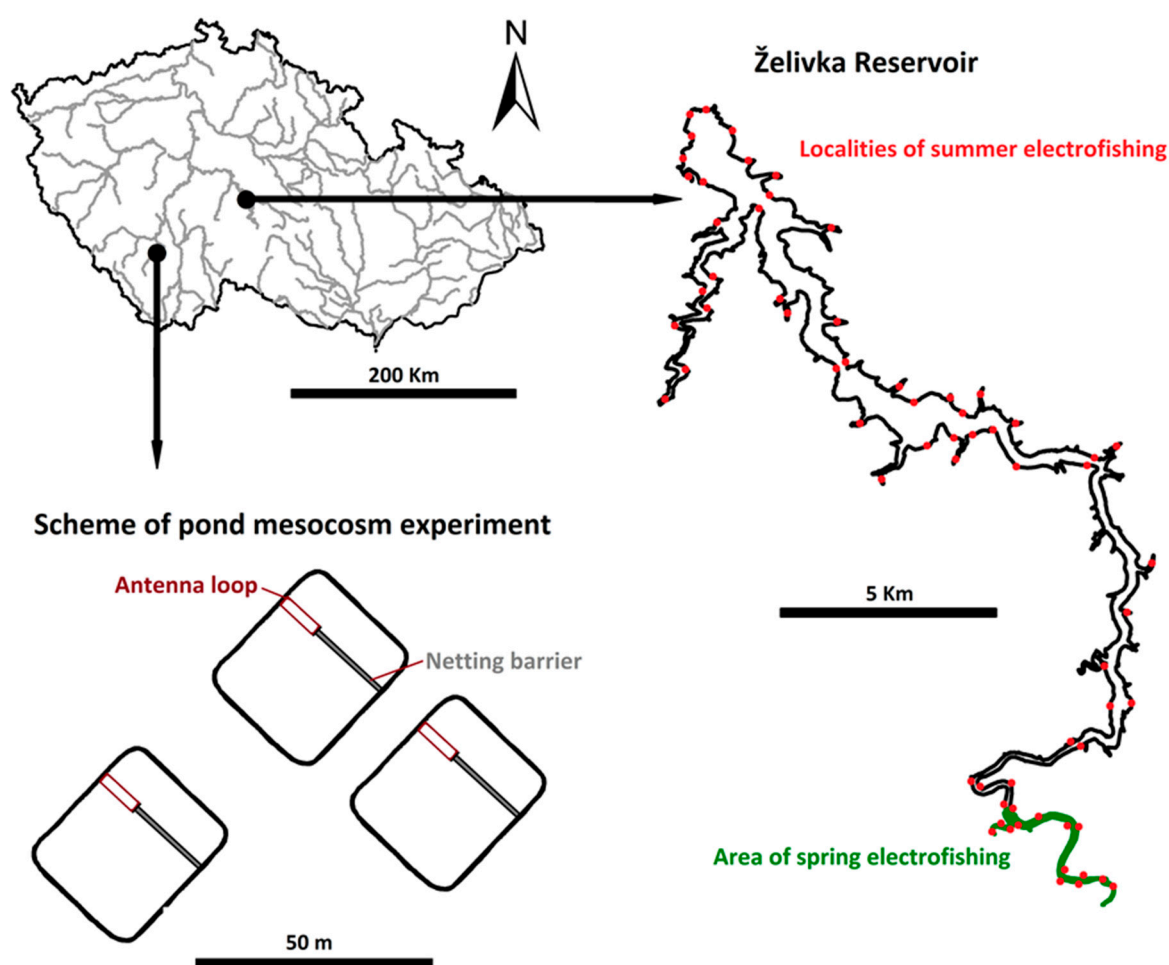 N
Želivka Reservoir
Localities of summer electrofishing
200 Km
Scheme of pond mesocosm experiment
Antenna loop
Netting barrier
5 Km
Area of spring electrofishing
50 m